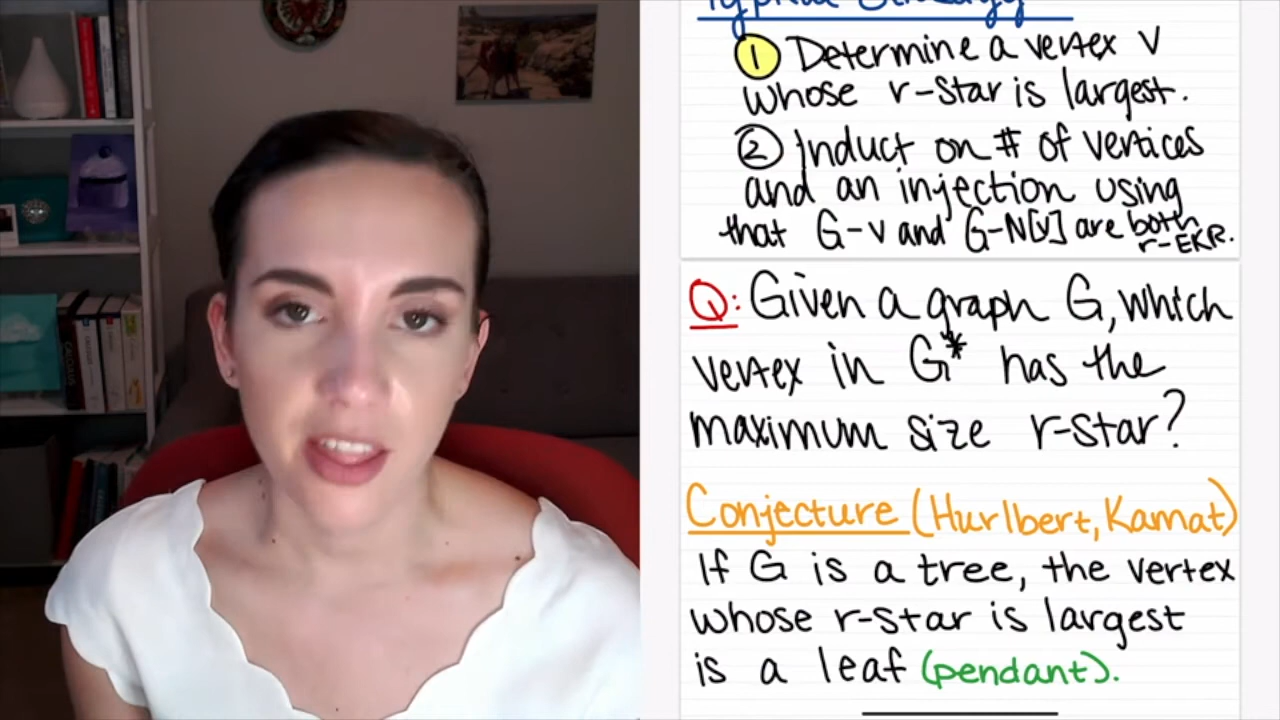 Typical Strategy
① Determine a vertex v
whose r-star is largest.
② Induct on # of vertices
and an injection using
that G-v and G-N[v] are both
r-EKR.
Q: Given a graph G, which
vertex in G* has the
maximum size r-star?
Conjecture (Hurlbert, Kamat)
If G is a tree, the vertex
whose r-star is largest
is a leaf (pendant).